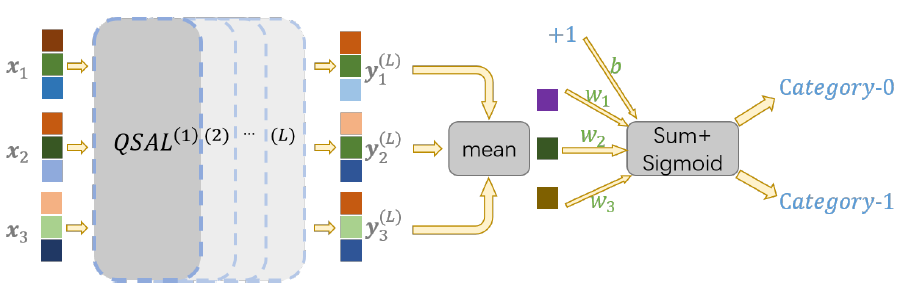 x1
x2
x3
QSAL(1) (2) ... (L)
y1(L)
y2(L)
y3(L)
mean
+1
b
w1
w2
w3
Sum+
Sigmoid
Category-0
Category-1